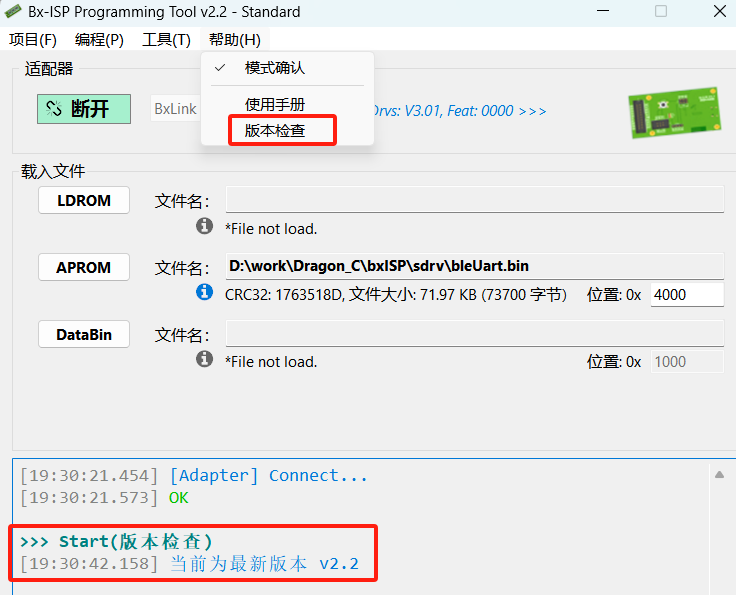 Bx-ISP Programming Tool v2.2 - Standard
项目(F) 编程(P) 工具(T) 帮助(H)
模式确认
使用手册
版本检查
适配器
断开 BxLink Drvs: V3.01, Feat: 0000 >>>
载入文件
LDROM 文件名：
*File not load.
APROM 文件名： D:\work\Dragon_C\bxISP\sdrv\bleUart.bin
CRC32: 1763518D, 文件大小: 71.97 KB (73700 字节) 位置: 0x 4000
DataBin 文件名：
*File not load. 位置: 0x 1000
[19:30:21.454] [Adapter] Connect...
[19:30:21.573] OK
>>> Start(版本检查)
[19:30:42.158] 当前为最新版本 v2.2